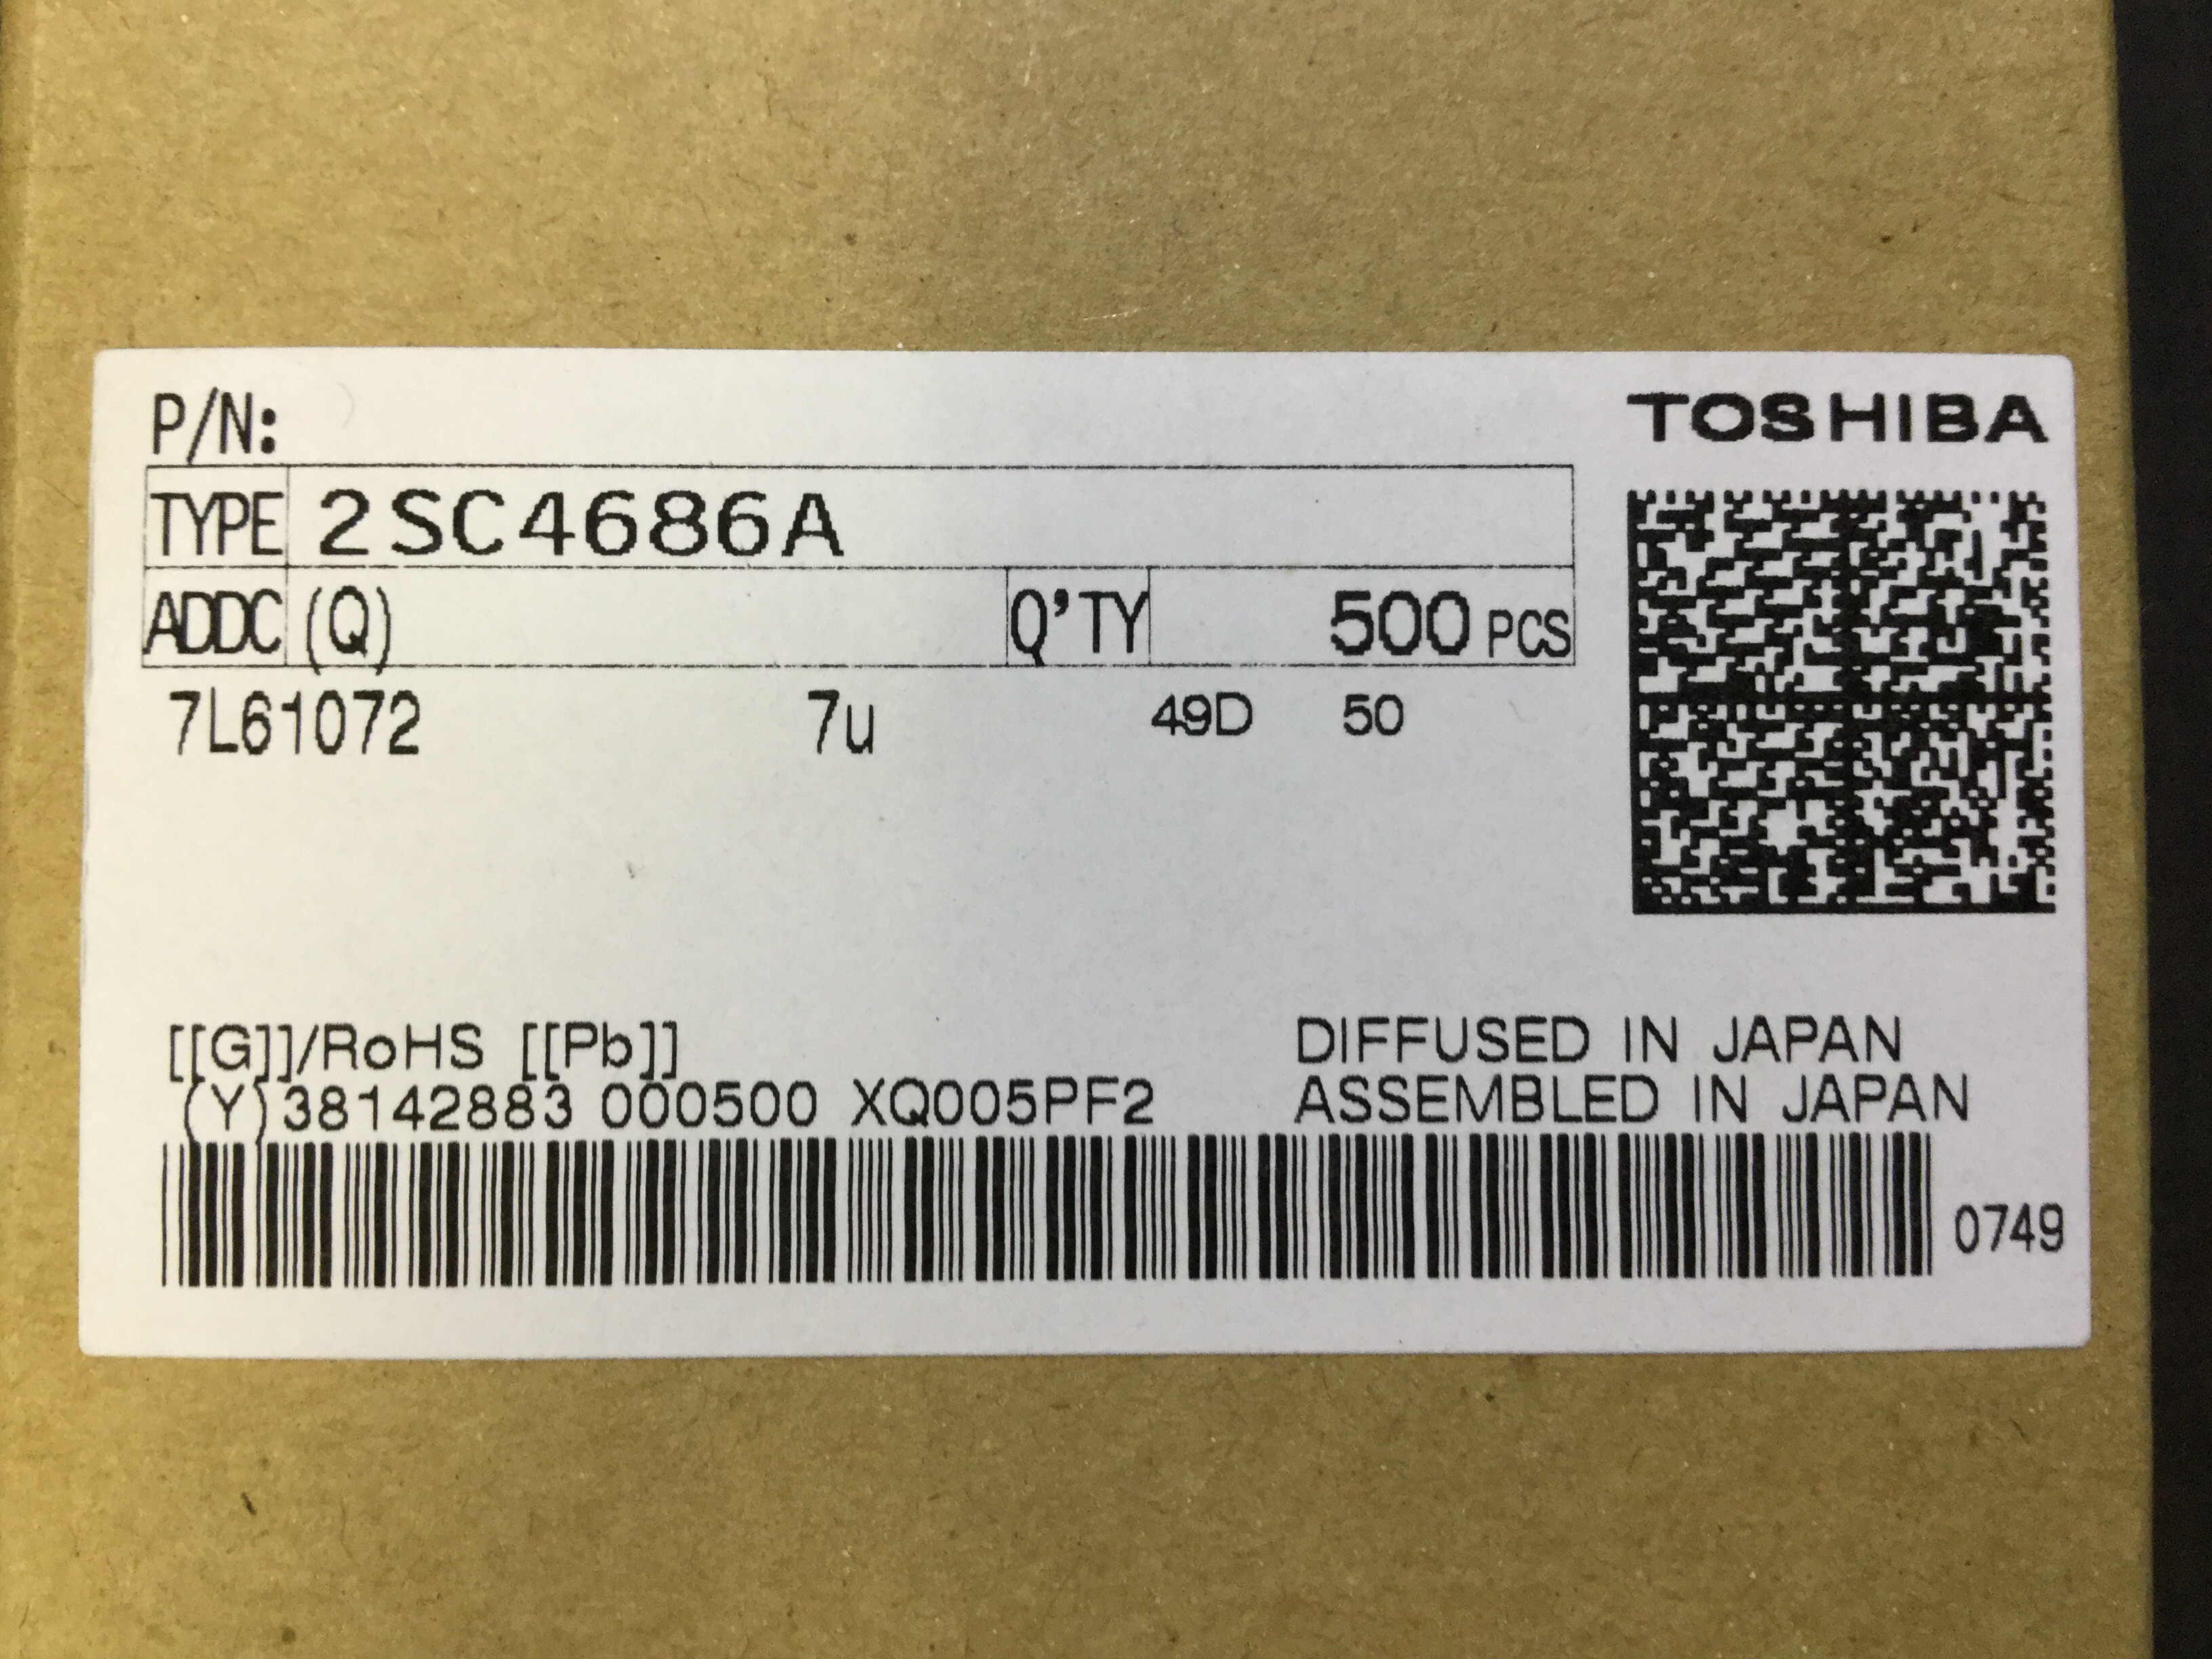 P/N:
TOSHIBA
TYPE 2SC4686A
ADDC (Q) Q'TY 500 PCS
7L61072 7u 49D 50
[[G]]/RoHS [[Pb]] DIFFUSED IN JAPAN
(Y)38142883 000500 XQ005PF2 ASSEMBLED IN JAPAN
0749